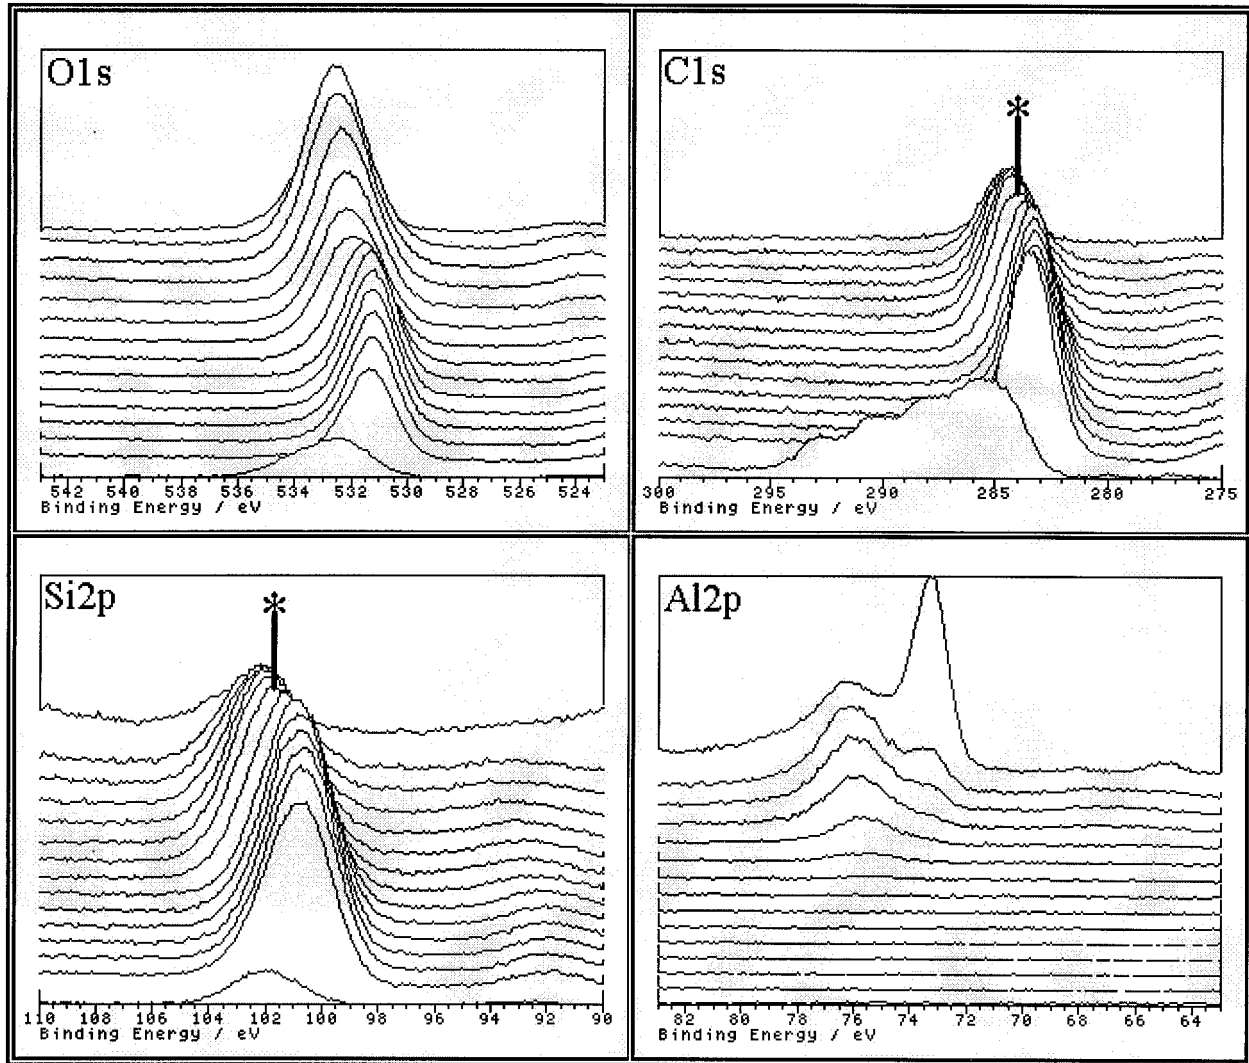 O1s
542 540 538 536 534 532 530 528 526 524
Binding Energy / eV
C1s
*
300 295 290 285 280 275
Binding Energy / eV
Si2p
*
110 108 106 104 102 100 98 96 94 92 90
Binding Energy / eV
Al2p
82 80 78 76 74 72 70 68 66 64
Binding Energy / eV